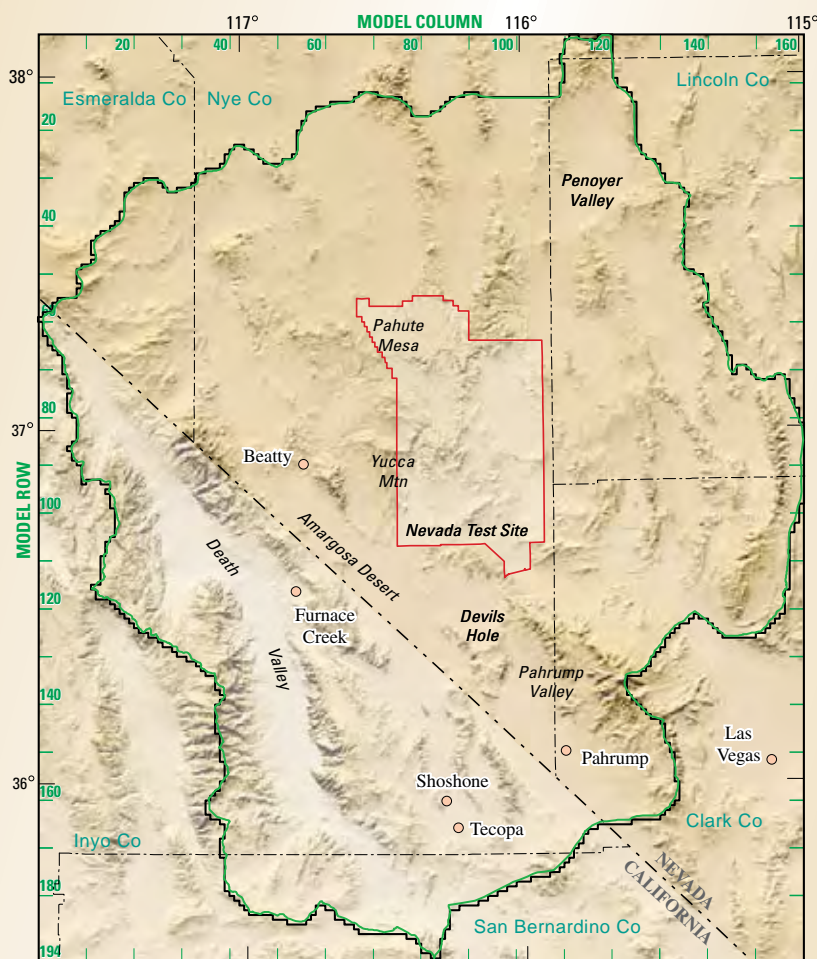 117°
116°
115°
MODEL COLUMN
20
40
60
80
100
120
140
160
38°
Esmeralda Co
Nye Co
Lincoln Co
20
Penoyer
Valley
40
60
Pahute
Mesa
80
37°
Beatty
Yucca
Mtn
MODEL ROW
100
Nevada Test Site
Amargosa Desert
Death
Valley
120
Furnace
Creek
Devils
Hole
Pahrump
Valley
140
Las
Vegas
Pahrump
36°
160
Shoshone
Tecopa
Clark Co
Inyo Co
NEVADA
CALIFORNIA
180
San Bernardino Co
194